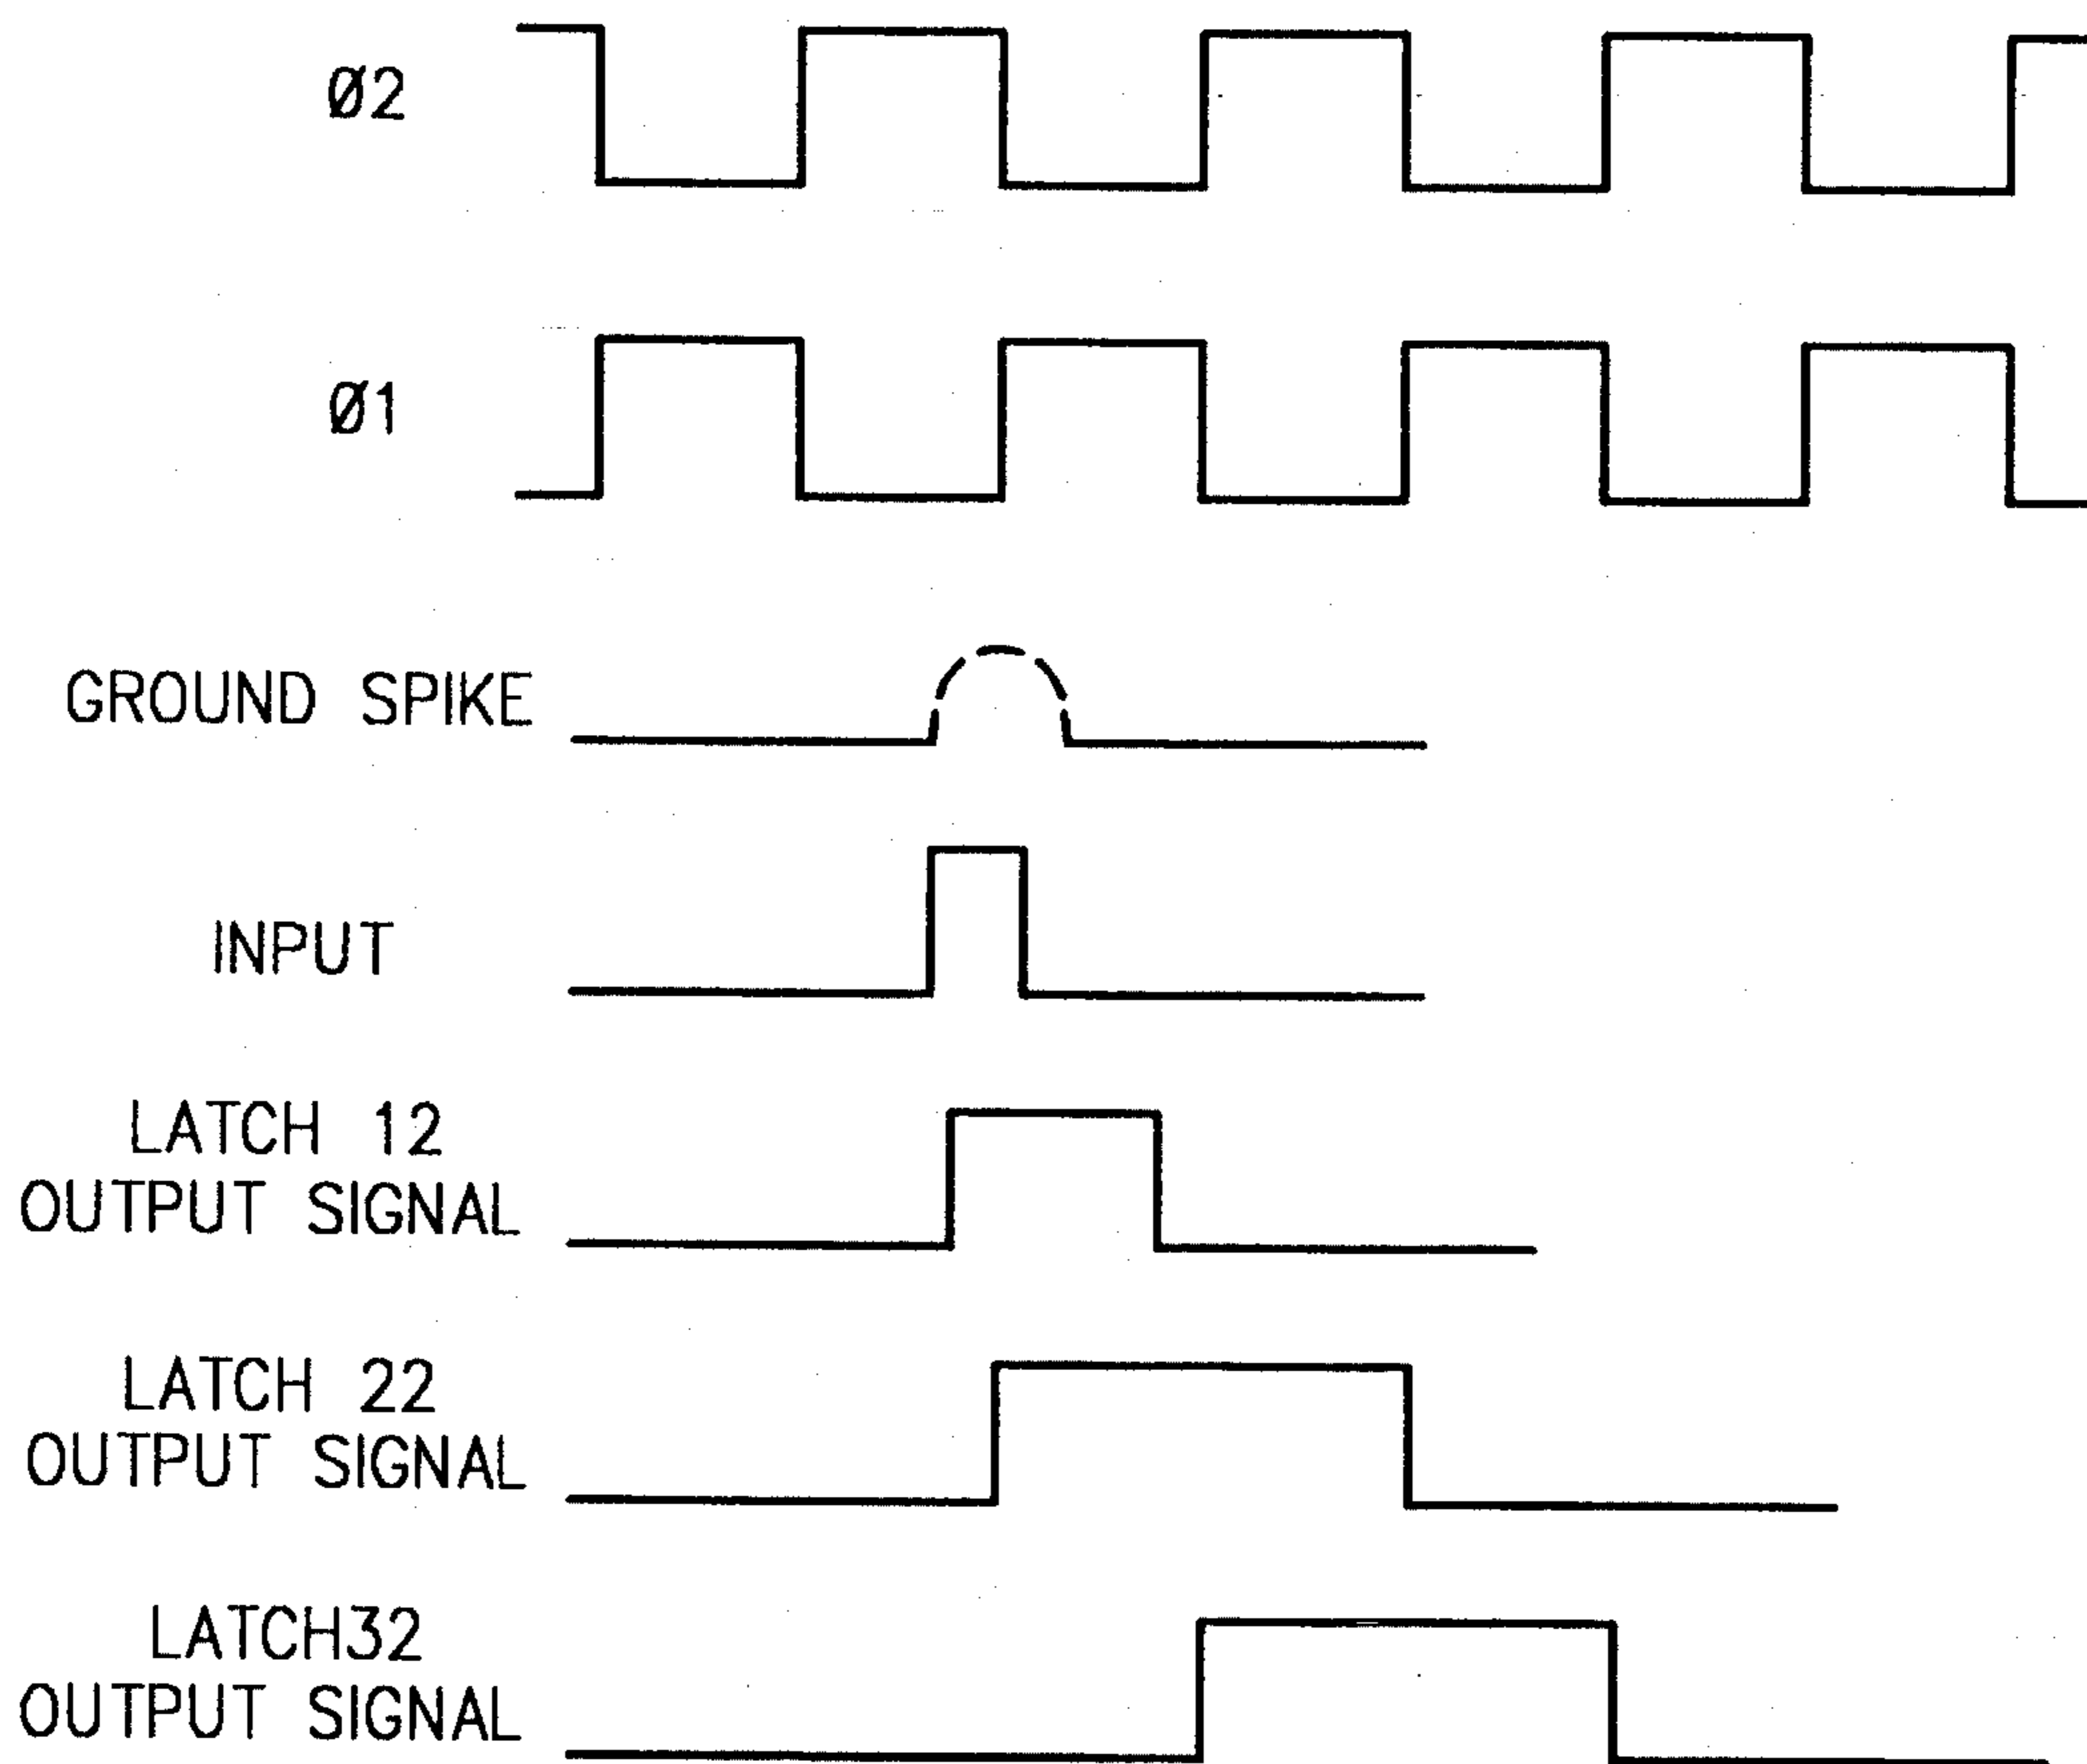 Ø2
Ø1
GROUND SPIKE
INPUT
LATCH 12
OUTPUT SIGNAL
LATCH 22
OUTPUT SIGNAL
LATCH32
OUTPUT SIGNAL